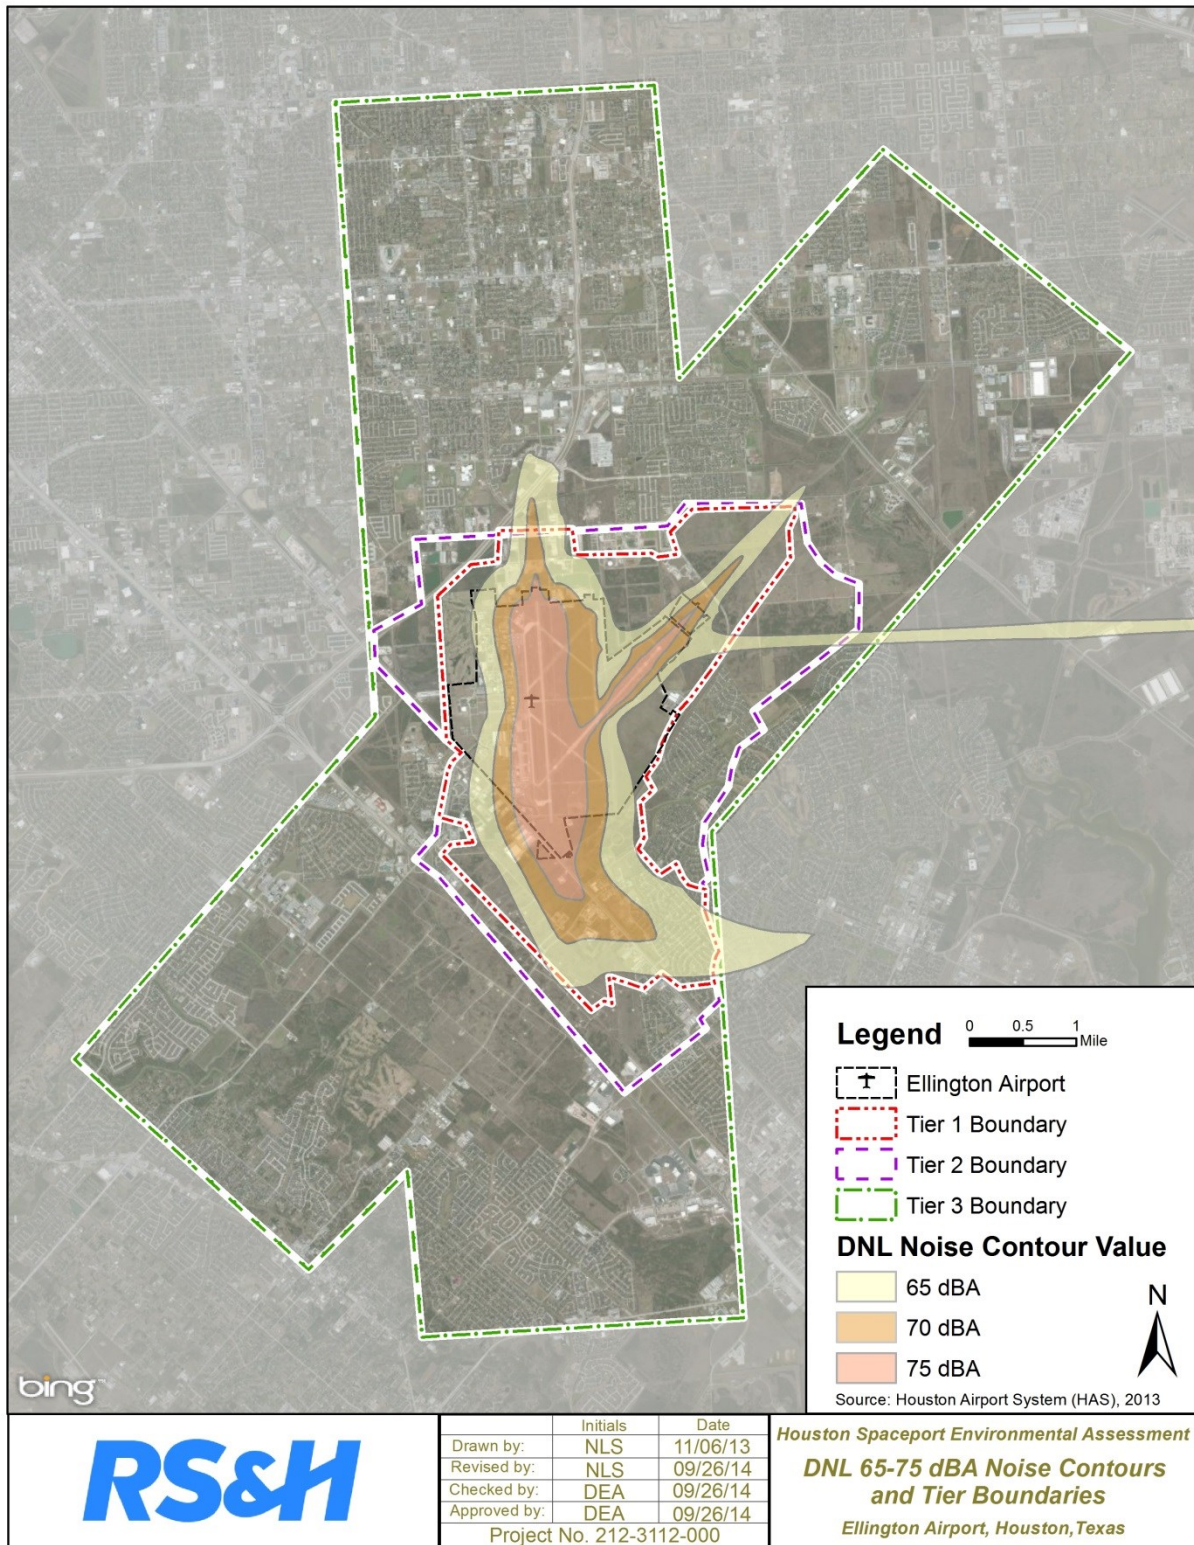 Legend
0 0.5 1
Mile
Ellington Airport
Tier 1 Boundary
Tier 2 Boundary
Tier 3 Boundary
DNL Noise Contour Value
65 dBA
70 dBA
75 dBA
N
Source: Houston Airport System (HAS), 2013
bing™
RS&H
Initials Date
Drawn by: NLS 11/06/13
Revised by: NLS 09/26/14
Checked by: DEA 09/26/14
Approved by: DEA 09/26/14
Project No. 212-3112-000
Houston Spaceport Environmental Assessment
DNL 65-75 dBA Noise Contours
and Tier Boundaries
Ellington Airport, Houston,Texas